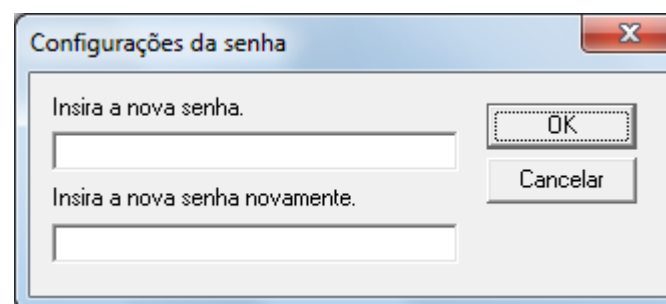 Configurações da senha
Insira a nova senha.
OK
Cancelar
Insira a nova senha novamente.